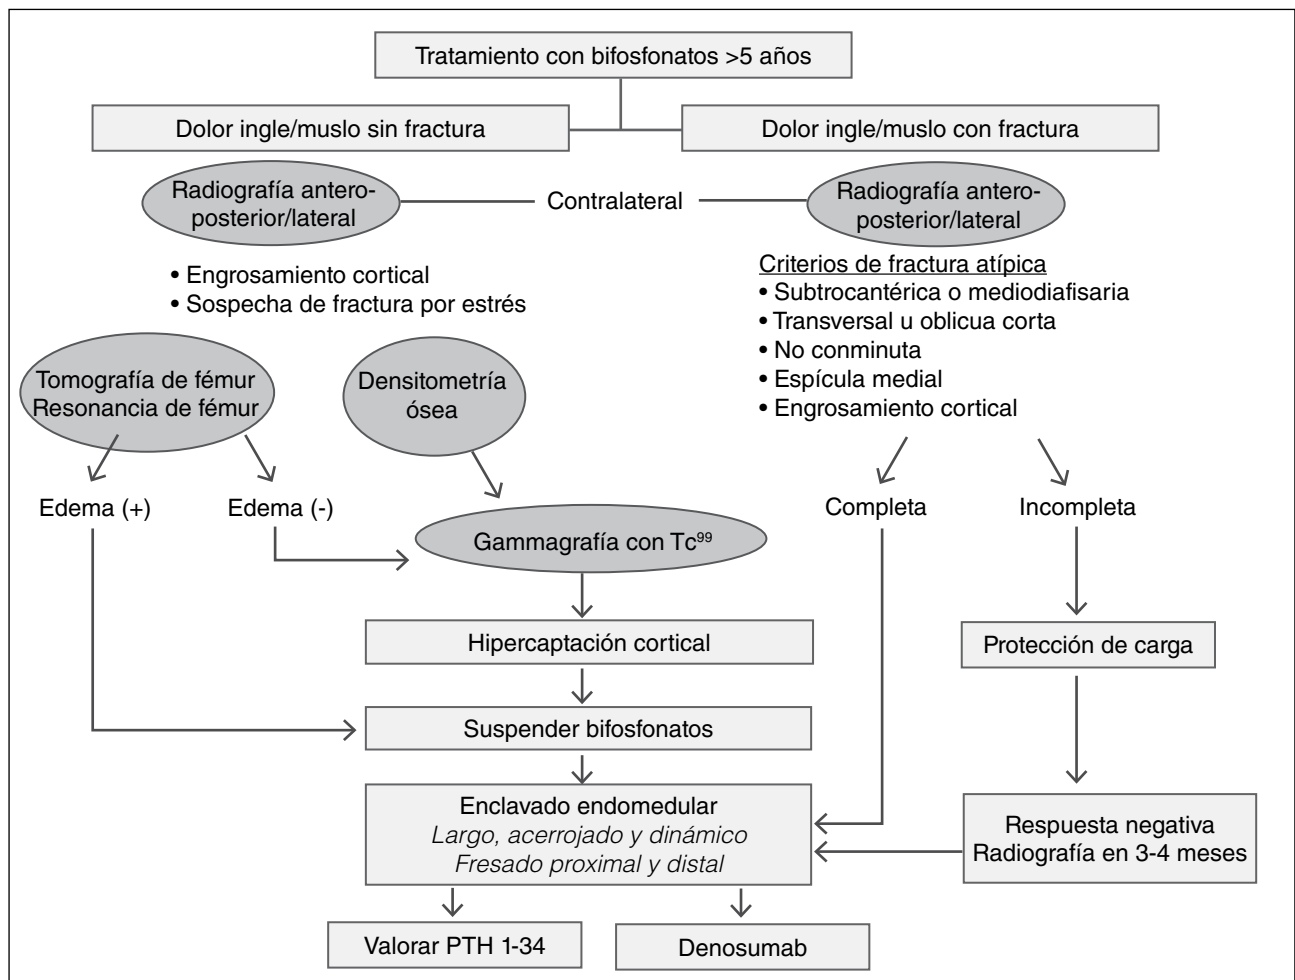 Tratamiento con bifosfonatos >5 años
Dolor ingle/muslo sin fractura
Dolor ingle/muslo con fractura
Radiografía antero-
posterior/lateral
Contralateral
Radiografía antero-
posterior/lateral
• Engrosamiento cortical
• Sospecha de fractura por estrés
Criterios de fractura atípica
• Subtrocantérica o mediodiafisaria
• Transversal u oblicua corta
• No conminuta
• Espícula medial
• Engrosamiento cortical
Tomografía de fémur
Resonancia de fémur
Densitometría
ósea
Edema (+)
Edema (-)
Completa
Incompleta
Gammagrafía con Tc⁹⁹
Hipercaptación cortical
Protección de carga
Suspender bifosfonatos
Enclavado endomedular
Largo, acerrojado y dinámico
Fresado proximal y distal
Respuesta negativa
Radiografía en 3-4 meses
Valorar PTH 1-34
Denosumab